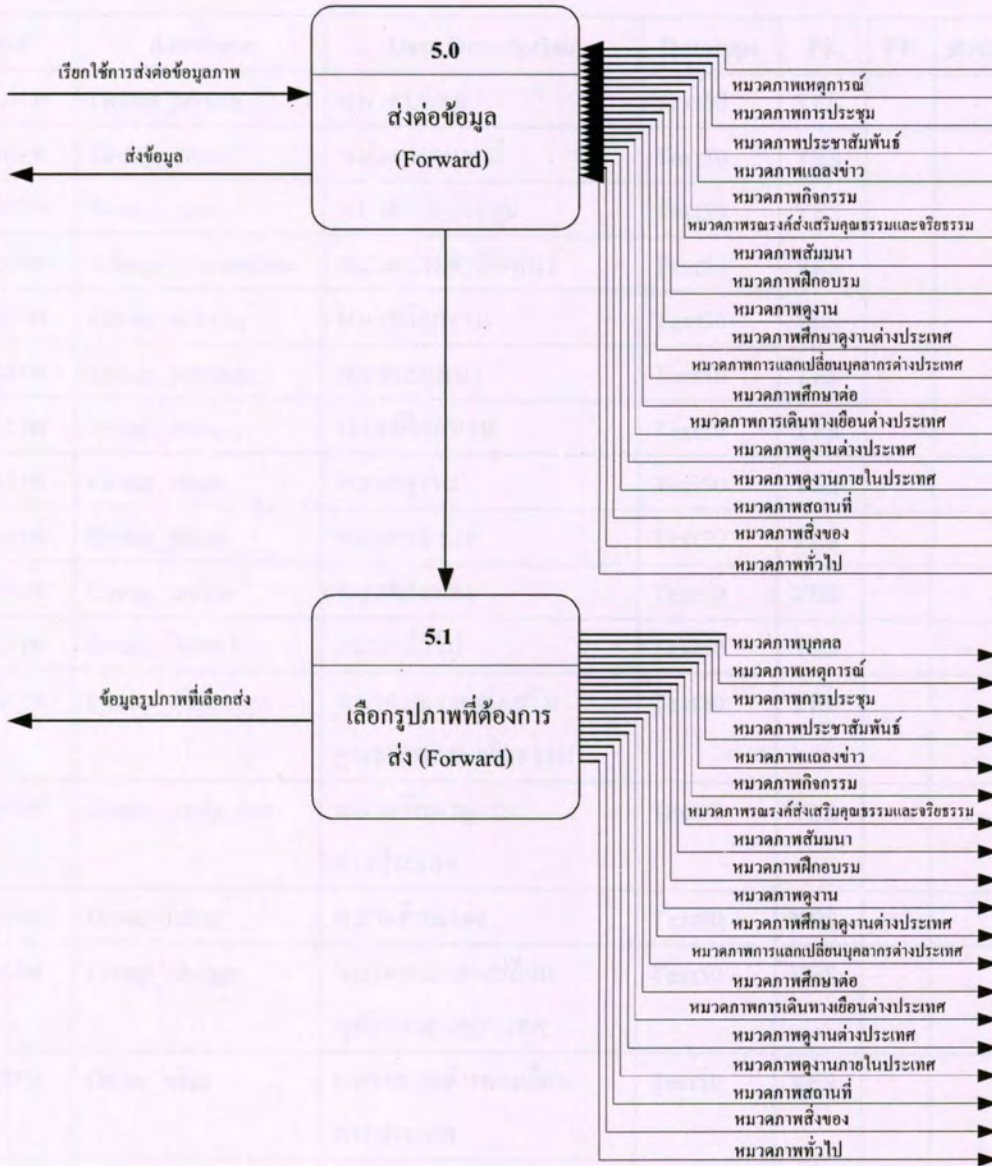 5.0
เรียกใช้การส่งต่อข้อมูลภาพ
ส่งต่อข้อมูล
(Forward)
ส่งข้อมูล
หมวดภาพเหตุการณ์
หมวดภาพการประชุม
หมวดภาพประชาสัมพันธ์
หมวดภาพแถลงข่าว
หมวดภาพกิจกรรม
หมวดภาพรณรงค์ส่งเสริมคุณธรรมและจริยธรรม
หมวดภาพสัมมนา
หมวดภาพฝึกอบรม
หมวดภาพดูงาน
หมวดภาพศึกษาดูงานต่างประเทศ
หมวดภาพการแลกเปลี่ยนบุคลากรต่างประเทศ
หมวดภาพศึกษาต่อ
หมวดภาพการเดินทางเยือนต่างประเทศ
หมวดภาพดูงานต่างประเทศ
หมวดภาพดูงานภายในประเทศ
หมวดภาพสถานที่
หมวดภาพสิ่งของ
หมวดภาพทั่วไป
5.1
เลือกรูปภาพที่ต้องการ
ส่ง (Forward)
ข้อมูลรูปภาพที่เลือกส่ง
หมวดภาพบุคคล
หมวดภาพเหตุการณ์
หมวดภาพการประชุม
หมวดภาพประชาสัมพันธ์
หมวดภาพแถลงข่าว
หมวดภาพกิจกรรม
หมวดภาพรณรงค์ส่งเสริมคุณธรรมและจริยธรรม
หมวดภาพสัมมนา
หมวดภาพฝึกอบรม
หมวดภาพดูงาน
หมวดภาพศึกษาดูงานต่างประเทศ
หมวดภาพการแลกเปลี่ยนบุคลากรต่างประเทศ
หมวดภาพศึกษาต่อ
หมวดภาพการเดินทางเยือนต่างประเทศ
หมวดภาพดูงานต่างประเทศ
หมวดภาพดูงานภายในประเทศ
หมวดภาพสถานที่
หมวดภาพสิ่งของ
หมวดภาพทั่วไป